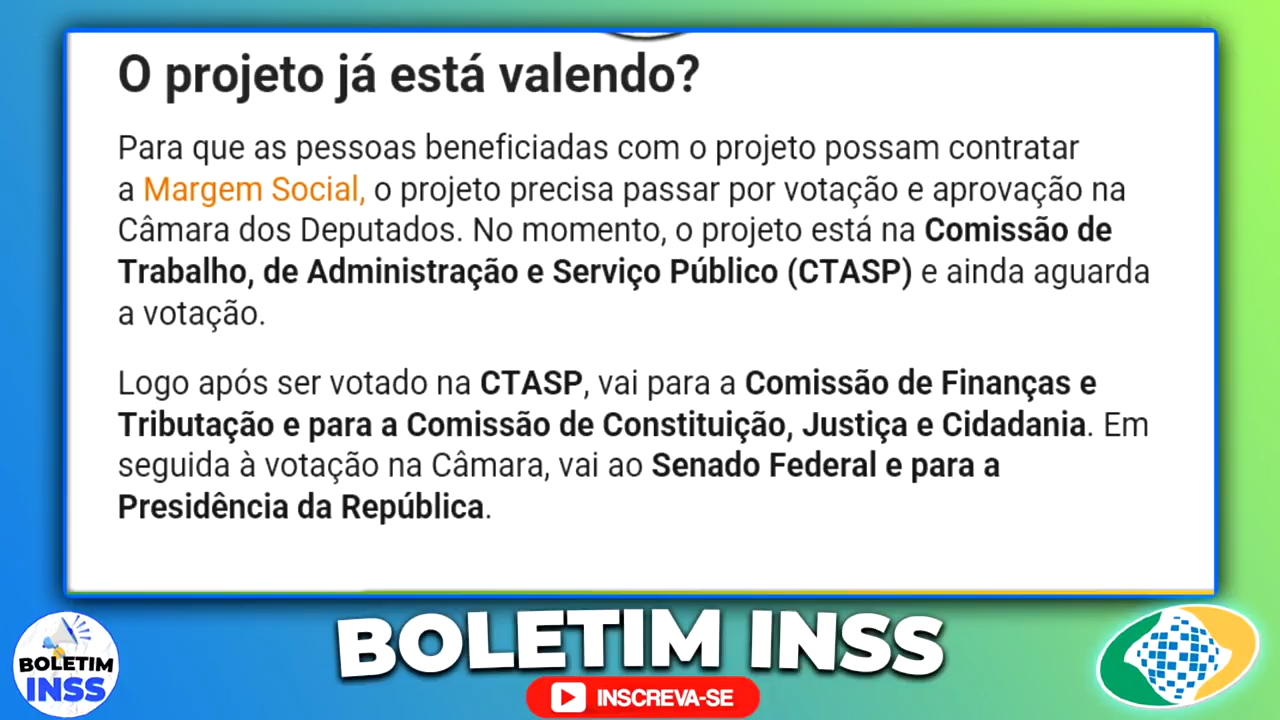 O projeto já está valendo?
Para que as pessoas beneficiadas com o projeto possam contratar
a Margem Social, o projeto precisa passar por votação e aprovação na
Câmara dos Deputados. No momento, o projeto está na Comissão de
Trabalho, de Administração e Serviço Público (CTASP) e ainda aguarda
a votação.
Logo após ser votado na CTASP, vai para a Comissão de Finanças e
Tributação e para a Comissão de Constituição, Justiça e Cidadania. Em
seguida à votação na Câmara, vai ao Senado Federal e para a
Presidência da República.
BOLETIM INSS
INSCREVA-SE
BOLETIM
INSS